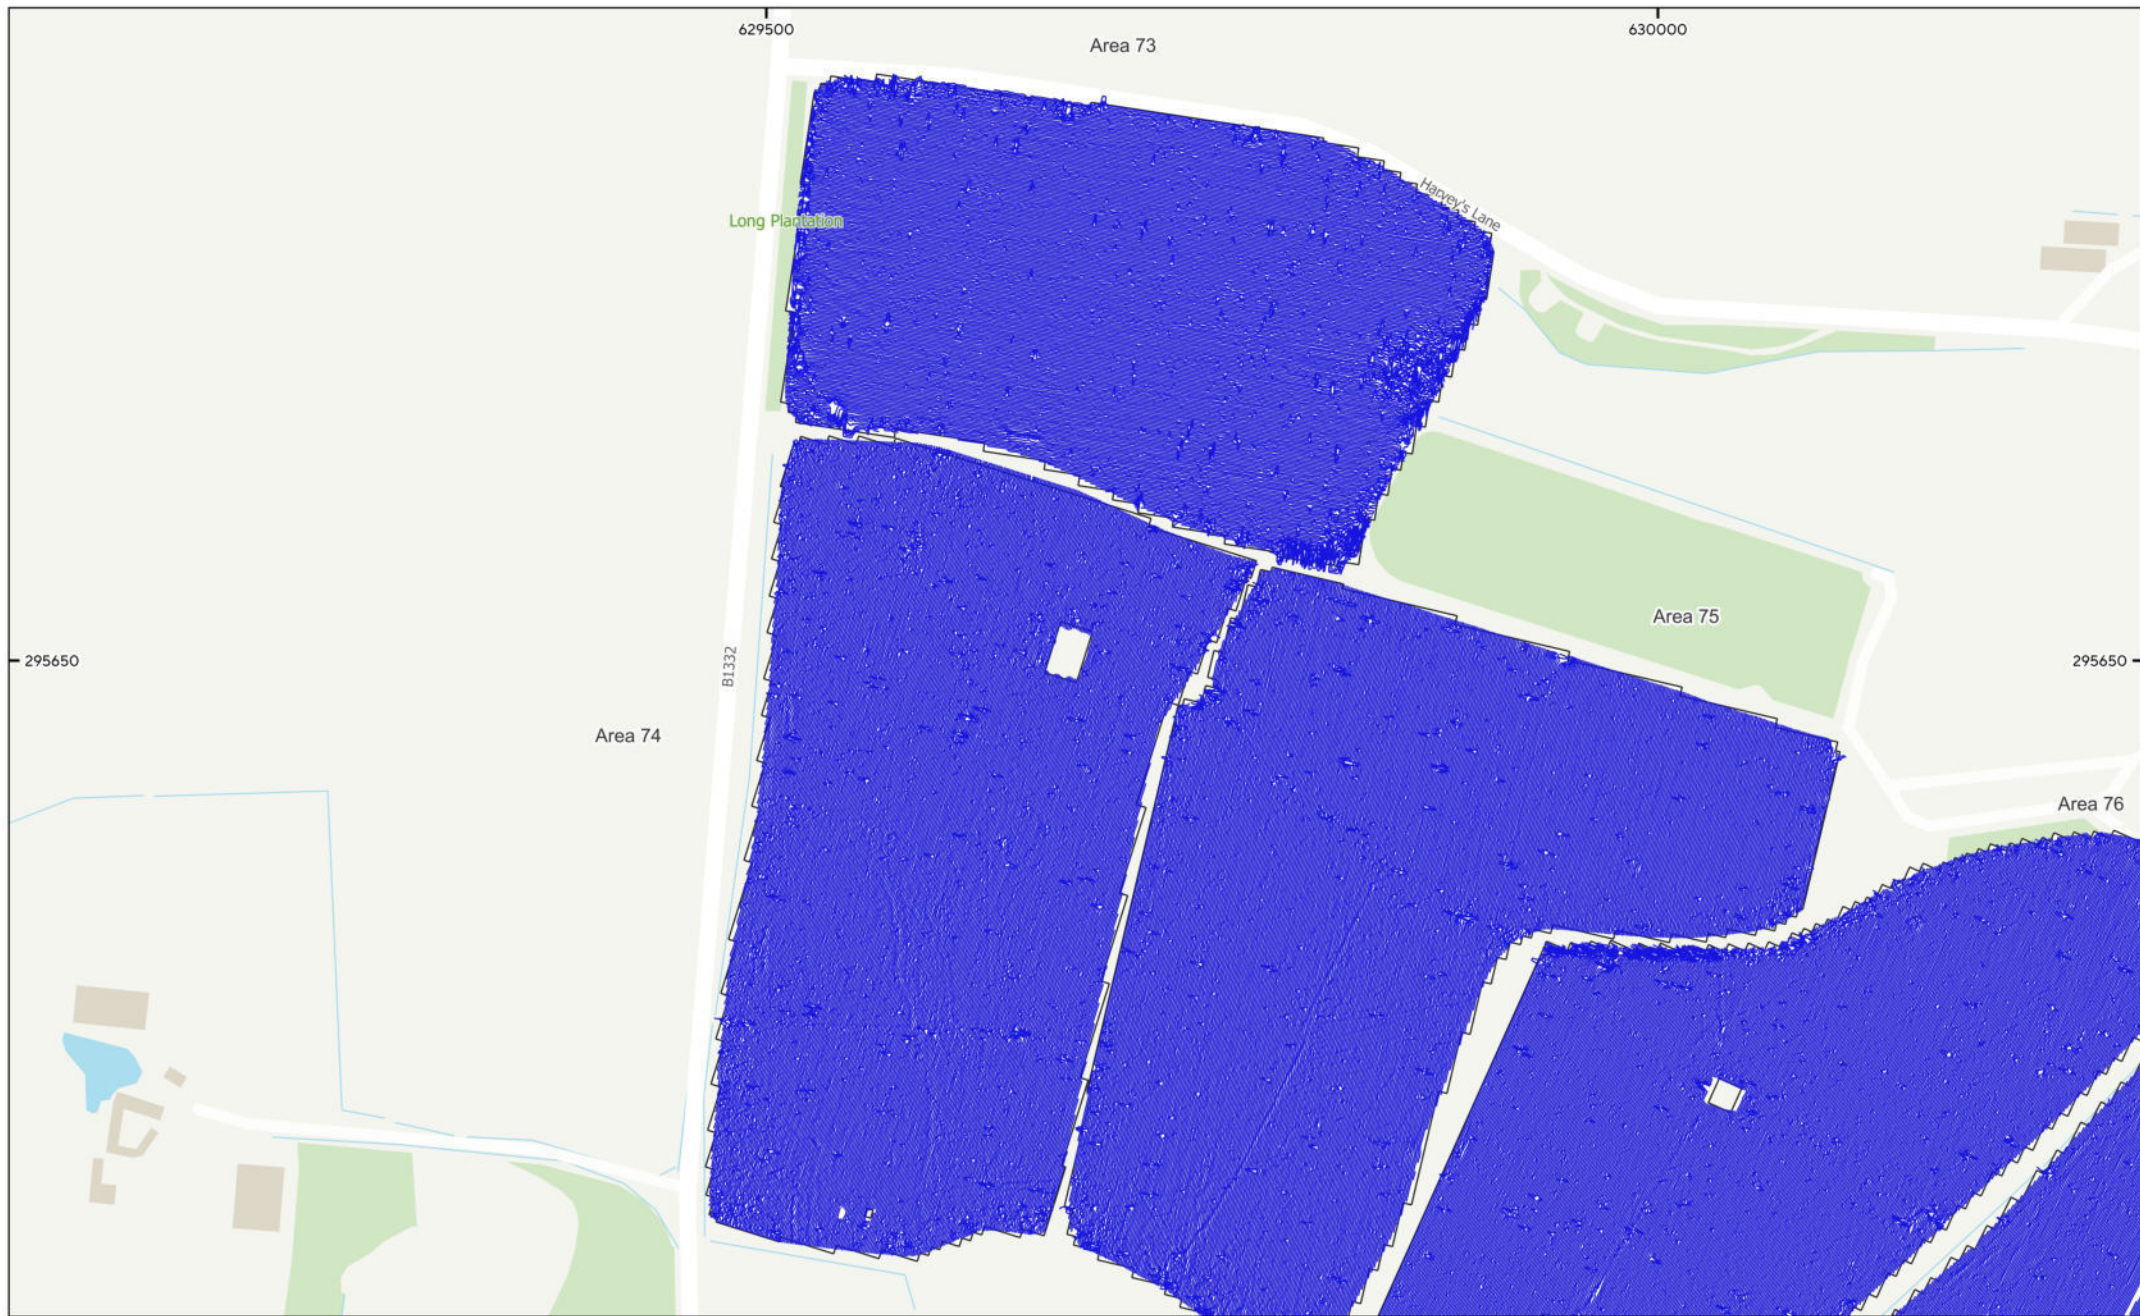 629500
630000
Area 73
Harvey's Lane
Long Plantation
Area 75
295650
B1332
295650
Area 74
Area 76